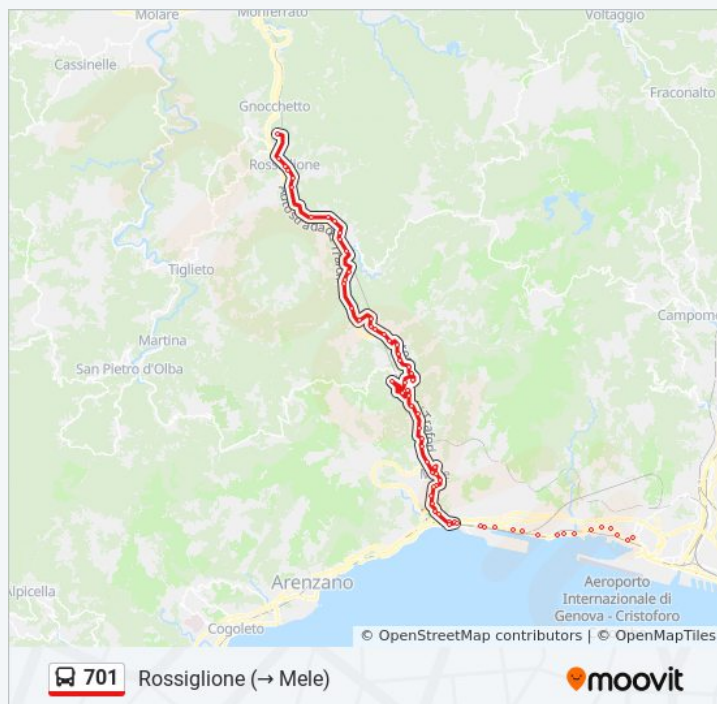 Molare
Monferrato
Voltaggio
Cassinelle
Fraconalto
Gnocchetto
Rossiglione
Tiglieto
Martina
Campomo
San Pietro d'Olba
Arenzano
Alpicella
Aeroporto
Internazionale di
Genova - Cristoforo
Cogoleto
© OpenStreetMap contributors | © OpenMapTiles
701 Rossiglione (→ Mele)
moovit